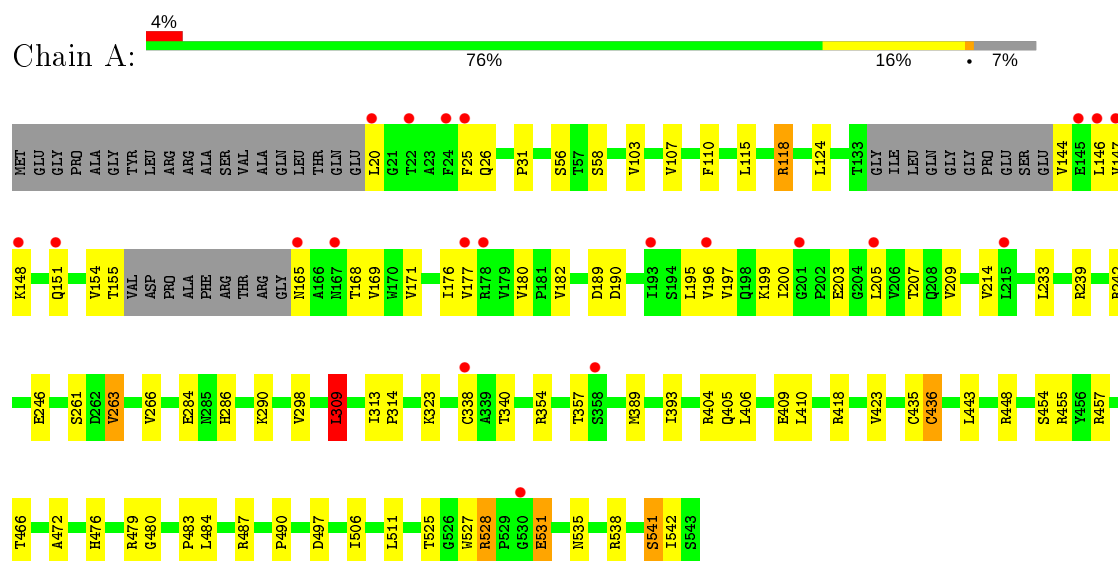 4%
Chain A:
76% 16% • 7%
MET GLU GLY PRO ALA GLY TYR LEU ARG ARG ALA SER VAL ALA GLN LEU THR GLN GLU L20 G21 T22 A23 F24 F25 Q26 P31 S56 T57 S58 V103 V107 F110 L115 R118 L124 T133 GLY ILE LEU GLN GLY GLY PRO GLU SER GLU V144 E145 L146 V147
K148 Q151 V154 T155 VAL ASP PRO ALA PHE ARG THR ARG GLY N165 A166 N167 T168 V169 W170 V171 I176 V177 R178 V179 V180 P181 V182 D189 D190 I193 S194 L195 V196 V197 Q198 K199 I200 G201 P202 E203 G204 L205 V206 T207 Q208 V209 V214 L215 L233 R239 R242
E246 S261 D262 V263 V266 E284 N285 H286 K290 V298 L309 I313 P314 K323 C338 A339 T340 R354 T357 S358 M389 I393 R404 Q405 L406 E409 L410 R418 V423 C435 C436 L443 R448 S454 R455 Y456 R457
T466 A472 H476 R479 G480 P483 L484 R487 P490 D497 I506 L511 T525 G526 W527 R528 P529 G530 E531 N535 R538 S541 I542 S543